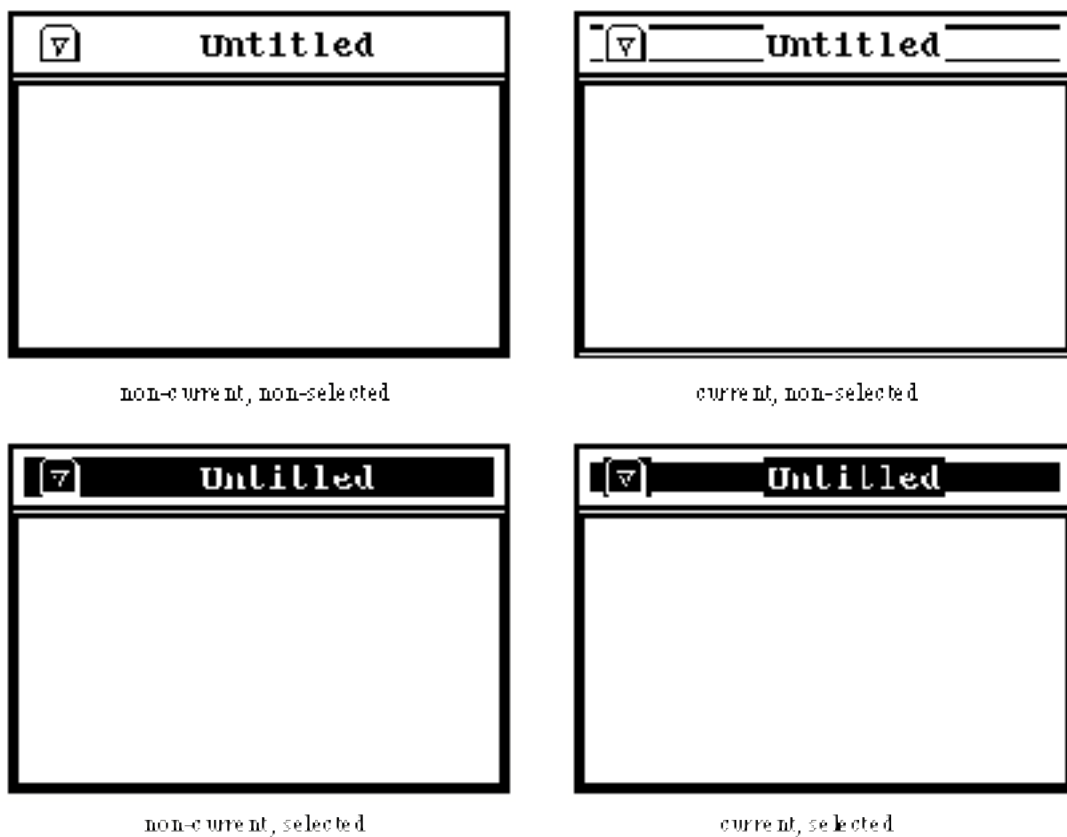 Untitled
Untitled
non-current, non-selected
current, non-selected
Untitled
Untitled
non-current, selected
current, selected